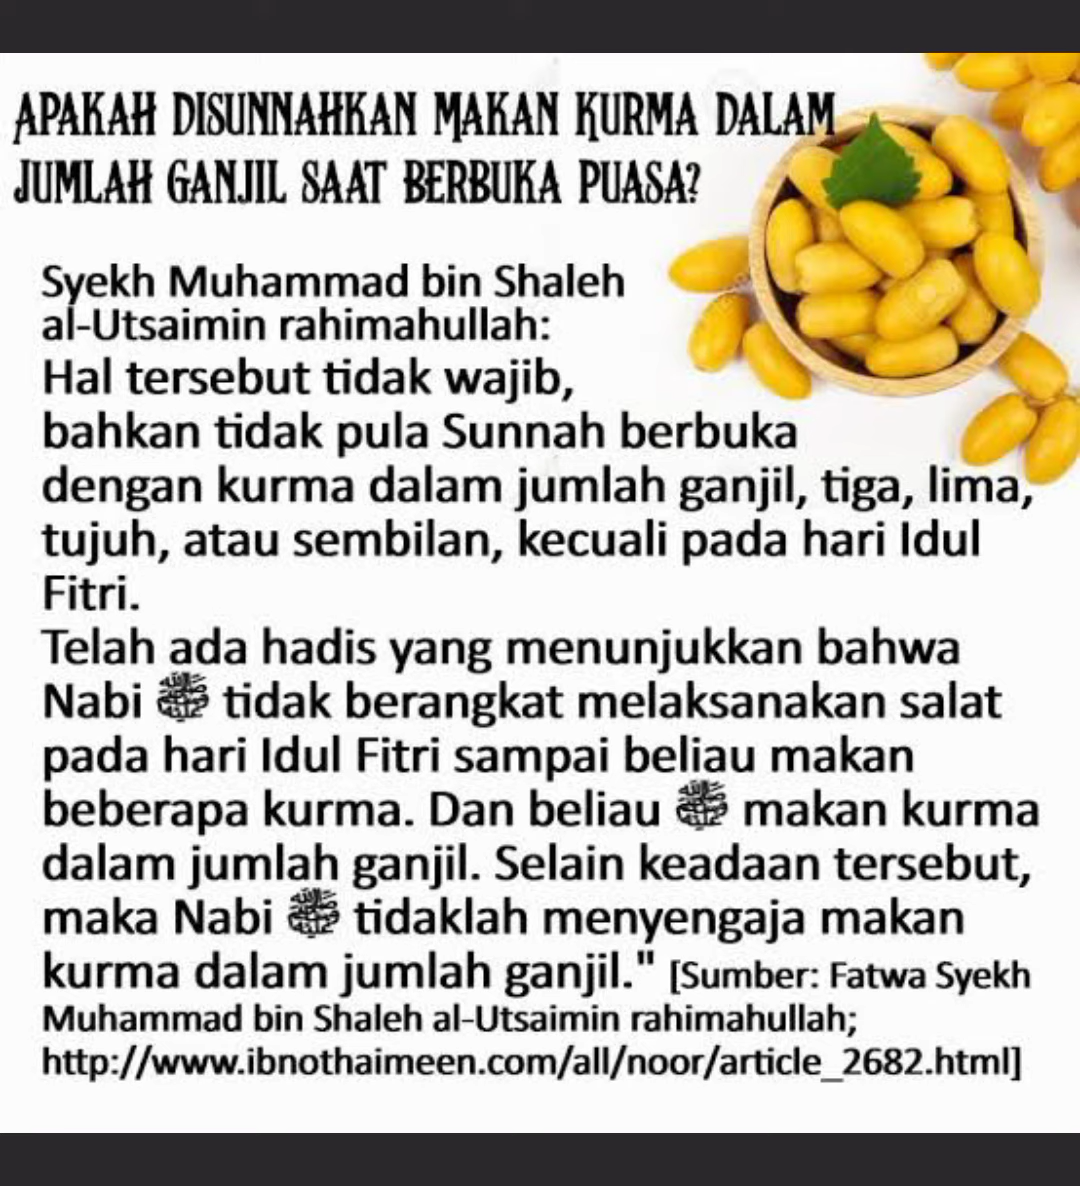 APAKAH DISUNNAHKAN MAKAN KURMA DALAM
JUMLAH GANJIL SAAT BERBUKA PUASA?
Syekh Muhammad bin Shaleh
al-Utsaimin rahimahullah:
Hal tersebut tidak wajib,
bahkan tidak pula Sunnah berbuka
dengan kurma dalam jumlah ganjil, tiga, lima,
tujuh, atau sembilan, kecuali pada hari Idul
Fitri.
Telah ada hadis yang menunjukkan bahwa
Nabi ﷺ tidak berangkat melaksanakan salat
pada hari Idul Fitri sampai beliau makan
beberapa kurma. Dan beliau ﷺ makan kurma
dalam jumlah ganjil. Selain keadaan tersebut,
maka Nabi ﷺ tidaklah menyengaja makan
kurma dalam jumlah ganjil." [Sumber: Fatwa Syekh
Muhammad bin Shaleh al-Utsaimin rahimahullah;
http://www.ibnothaimeen.com/all/noor/article_2682.html]